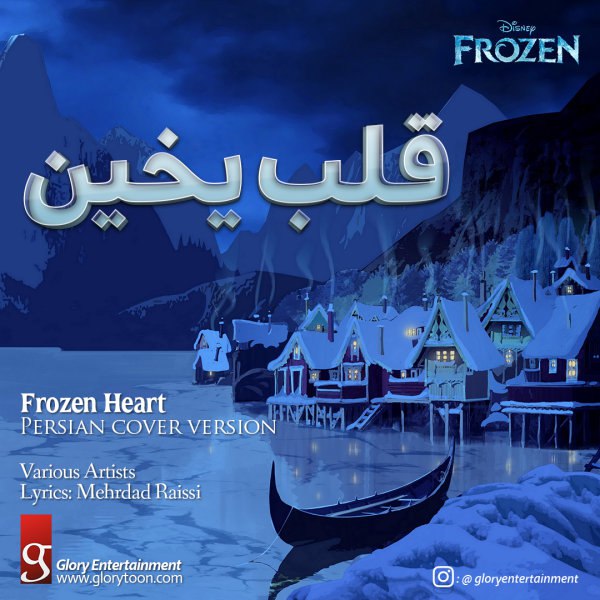 Disney
FROZEN
قلب یخین
Frozen Heart
PERSIAN COVER VERSION
Various Artists
Lyrics: Mehrdad Raissi
g
Glory Entertainment
www.glorytoon.com
: @ gloryentertainment